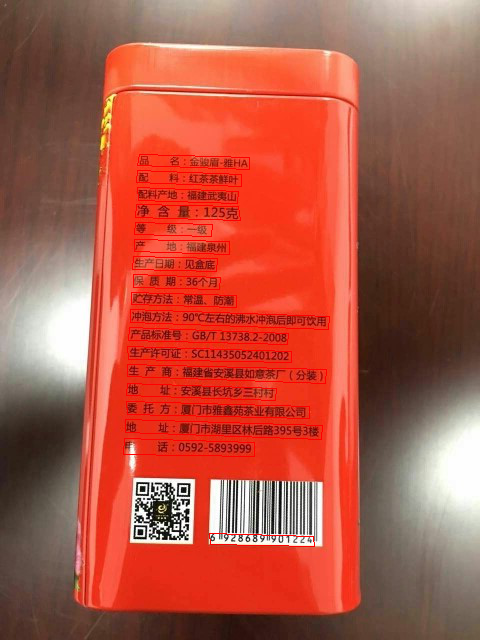 品 名：金骏眉-雅HA
配 料：红茶茶鲜叶
配料产地：福建武夷山
净 含 量：125克
等 级：一级
产 地：福建泉州
生产日期：见盒底
保 质 期：36个月
贮存方法：常温、防潮
冲泡方法：90℃左右的沸水冲泡后即可饮用
产品标准号：GB/T 13738.2-2008
生产许可证：SC11435052401202
生 产 商：福建省安溪县如意茶厂（分装）
地 址：安溪县长坑乡三村村
委 托 方：厦门市雅鑫苑茶业有限公司
地 址：厦门市湖里区林后路395号3楼
电 话：0592-5893999
6 928689 901224